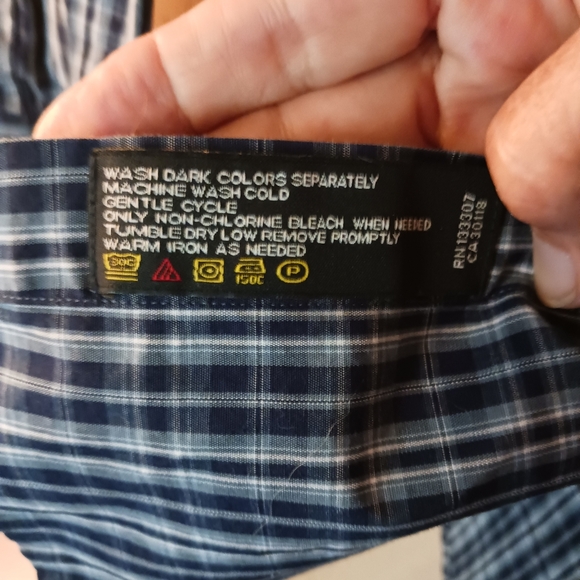 WASH DARK COLORS SEPARATELY
MACHINE WASH COLD
GENTLE CYCLE
ONLY NON-CHLORINE BLEACH WHEN NEEDED
TUMBLE DRY LOW REMOVE PROMPTLY
WARM IRON AS NEEDED
30C
150C
P
RN133307
CA30118